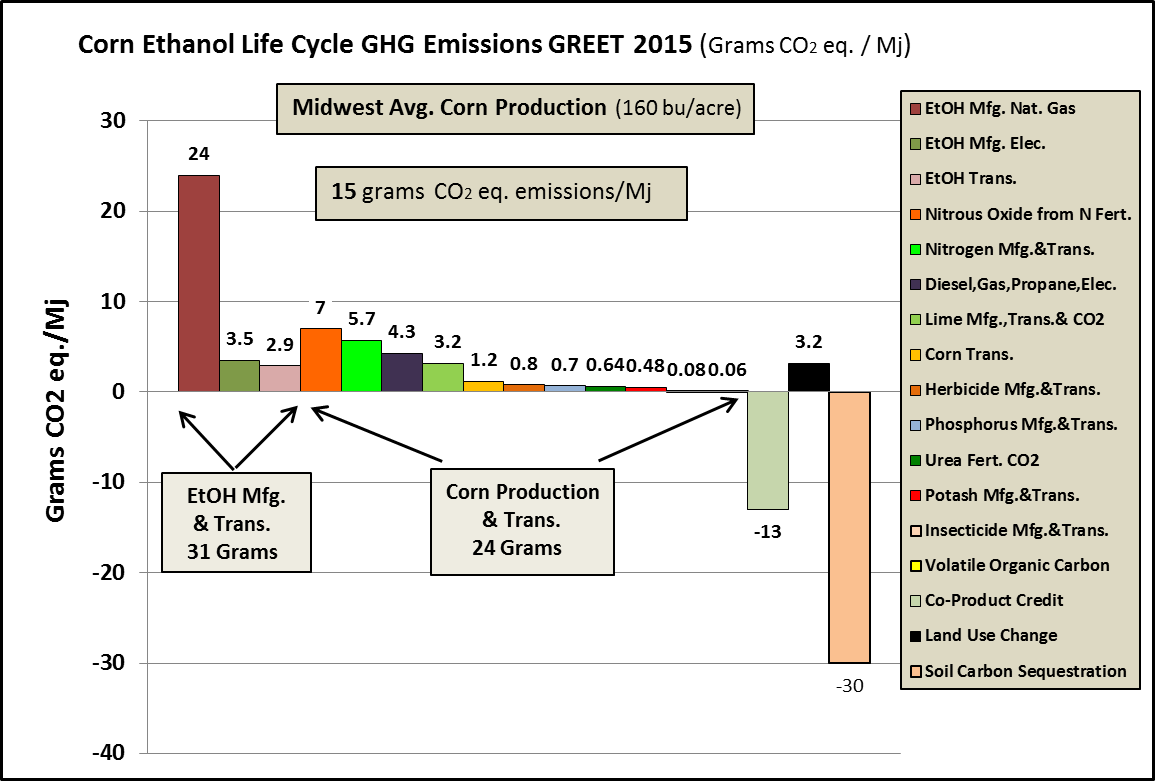 Corn Ethanol Life Cycle GHG Emissions GREET 2015 (Grams CO2 eq. / Mj)
Midwest Avg. Corn Production (160 bu/acre)
15 grams CO2 eq. emissions/Mj
Grams CO2 eq./Mj
30
20
10
0
-10
-20
-30
-40
24
3.5
2.9
7
5.7
4.3
3.2
1.2
0.8
0.7
0.64
0.48
0.08
0.06
-13
3.2
-30
EtOH Mfg.
& Trans.
31 Grams
Corn Production
& Trans.
24 Grams
EtOH Mfg. Nat. Gas
EtOH Mfg. Elec.
EtOH Trans.
Nitrous Oxide from N Fert.
Nitrogen Mfg.&Trans.
Diesel,Gas,Propane,Elec.
Lime Mfg.,Trans.& CO2
Corn Trans.
Herbicide Mfg.&Trans.
Phosphorus Mfg.&Trans.
Urea Fert. CO2
Potash Mfg.&Trans.
Insecticide Mfg.&Trans.
Volatile Organic Carbon
Co-Product Credit
Land Use Change
Soil Carbon Sequestration